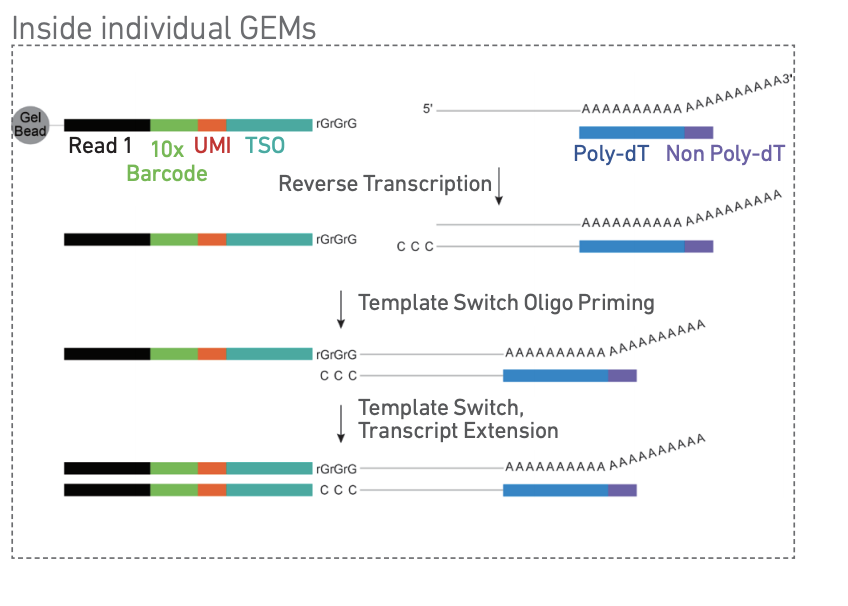 Inside individual GEMs
Gel
Bead
rGrGrG
5'
AAAAAAAAAA AAAAAAAAAA3'
Read 1
10x
Barcode
UMI
TSO
Poly-dT
Non Poly-dT
Reverse Transcription
AAAAAAAAAA AAAAAAAAAA
rGrGrG
C C C
Template Switch Oligo Priming
rGrGrG
AAAAAAAAAA AAAAAAAAAA
C C C
Template Switch,
Transcript Extension
rGrGrG
AAAAAAAAAA AAAAAAAAAA
C C C